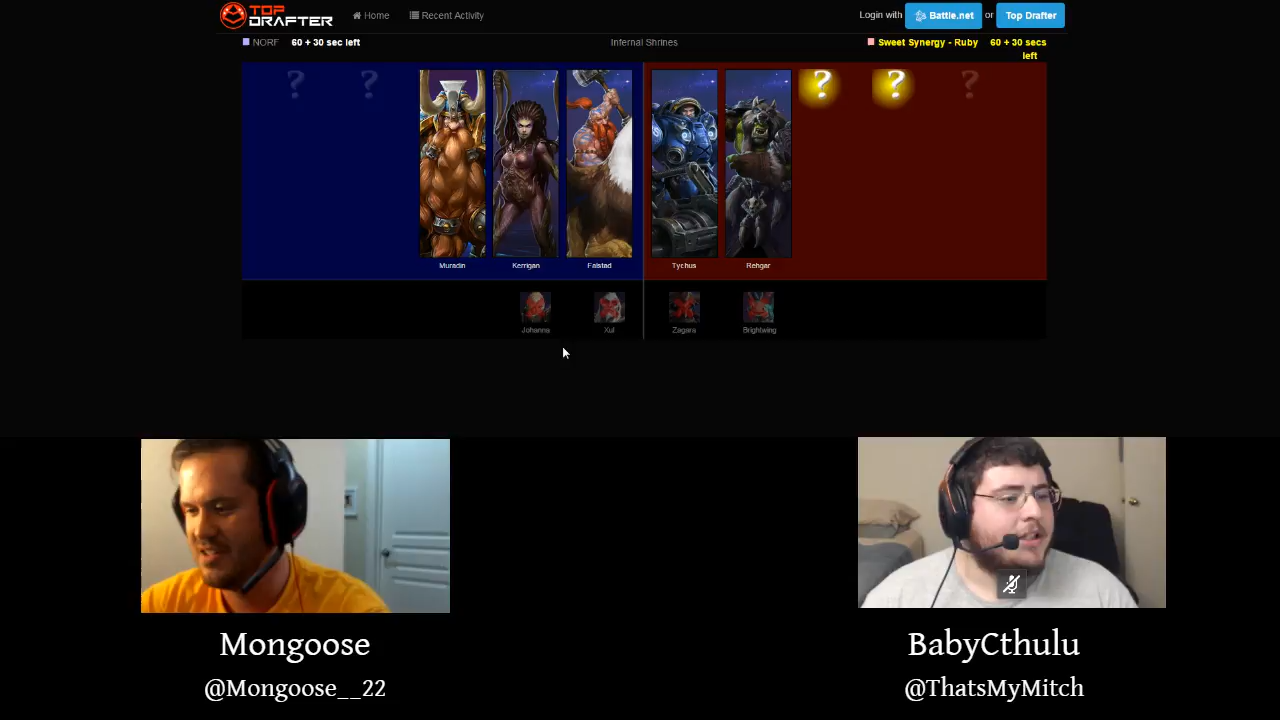 TOP DRAFTER
Home
Recent Activity
Login with Battle.net or Top Drafter
NORF 60 + 30 sec left
Infernal Shrines
Sweet Synergy - Ruby 60 + 30 secs left
? ? ? ? ?
Muradin Kerrigan Falstad Tychus Rehgar
Johanna Xul Zagara Brightwing
Mongoose
@Mongoose__22
BabyCthulu
@ThatsMyMitch